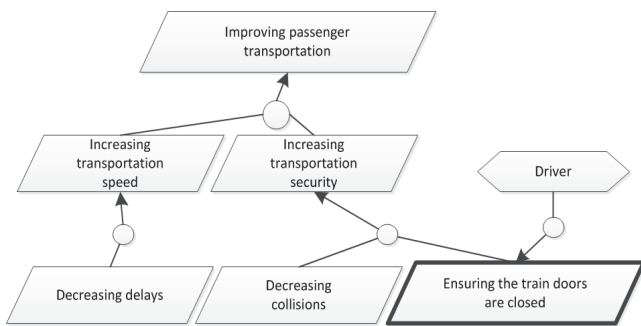 Improving passenger
transportation
Increasing
transportation
speed
Increasing
transportation
security
Driver
Decreasing delays
Decreasing
collisions
Ensuring the train doors
are closed